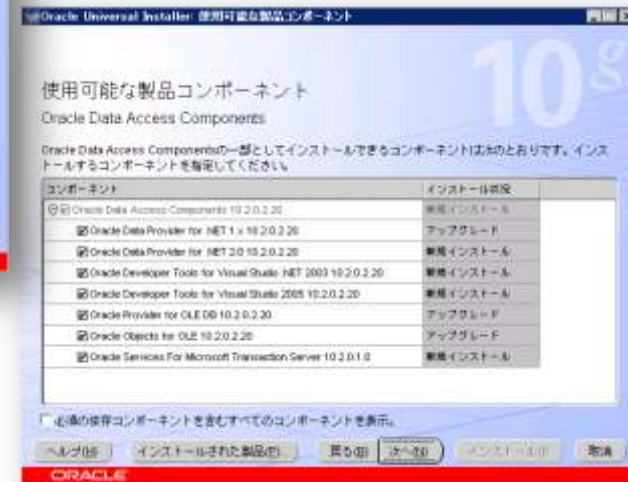 Oracle Universal Installer: 使用可能な製品コンポーネント
10g
使用可能な製品コンポーネント
Oracle Data Access Components
Oracle Data Access Componentsの一部としてインストールできるコンポーネントは次のとおりです。インス
トールするコンポーネントを指定してください。
コンポーネント インストール状況
Oracle Data Access Components 10.2.0.2.20 新規インストール
Oracle Data Provider for .NET 1.x 10.2.0.2.20 アップグレード
Oracle Data Provider for .NET 2.0 10.2.0.2.20 新規インストール
Oracle Developer Tools for Visual Studio .NET 2003 10.2.0.2.20 新規インストール
Oracle Developer Tools for Visual Studio 2005 10.2.0.2.20 新規インストール
Oracle Provider for OLE DB 10.2.0.2.20 アップグレード
Oracle Objects for OLE 10.2.0.2.20 アップグレード
Oracle Services For Microsoft Transaction Server 10.2.0.1.0 新規インストール
必須の依存コンポーネントを含むすべてのコンポーネントを表示。
ヘルプ(H) インストールされた製品(P)... 戻る(B) 次へ(N) インストール(I) 取消
ORACLE